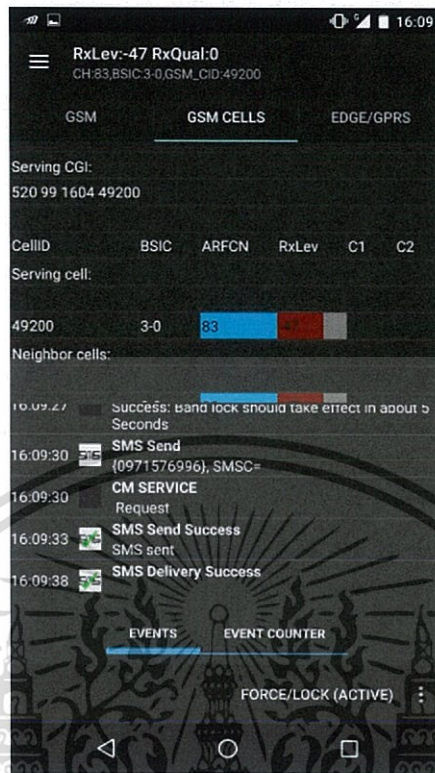 16:09
RxLev:-47 RxQual:0
CH:83,BSIC:3-0,GSM_CID:49200
GSM GSM CELLS EDGE/GPRS
Serving CGI:
520 99 1604 49200
CellID BSIC ARFCN RxLev C1 C2
Serving cell:
49200 3-0 83 -47
Neighbor cells:
16:09:27 Success: Band lock should take effect in about 5
Seconds
16:09:30 SMS Send
{0971576996}, SMSC=
16:09:30 CM SERVICE
Request
16:09:33 SMS Send Success
SMS sent
16:09:38 SMS Delivery Success
EVENTS EVENT COUNTER
FORCE/LOCK (ACTIVE)